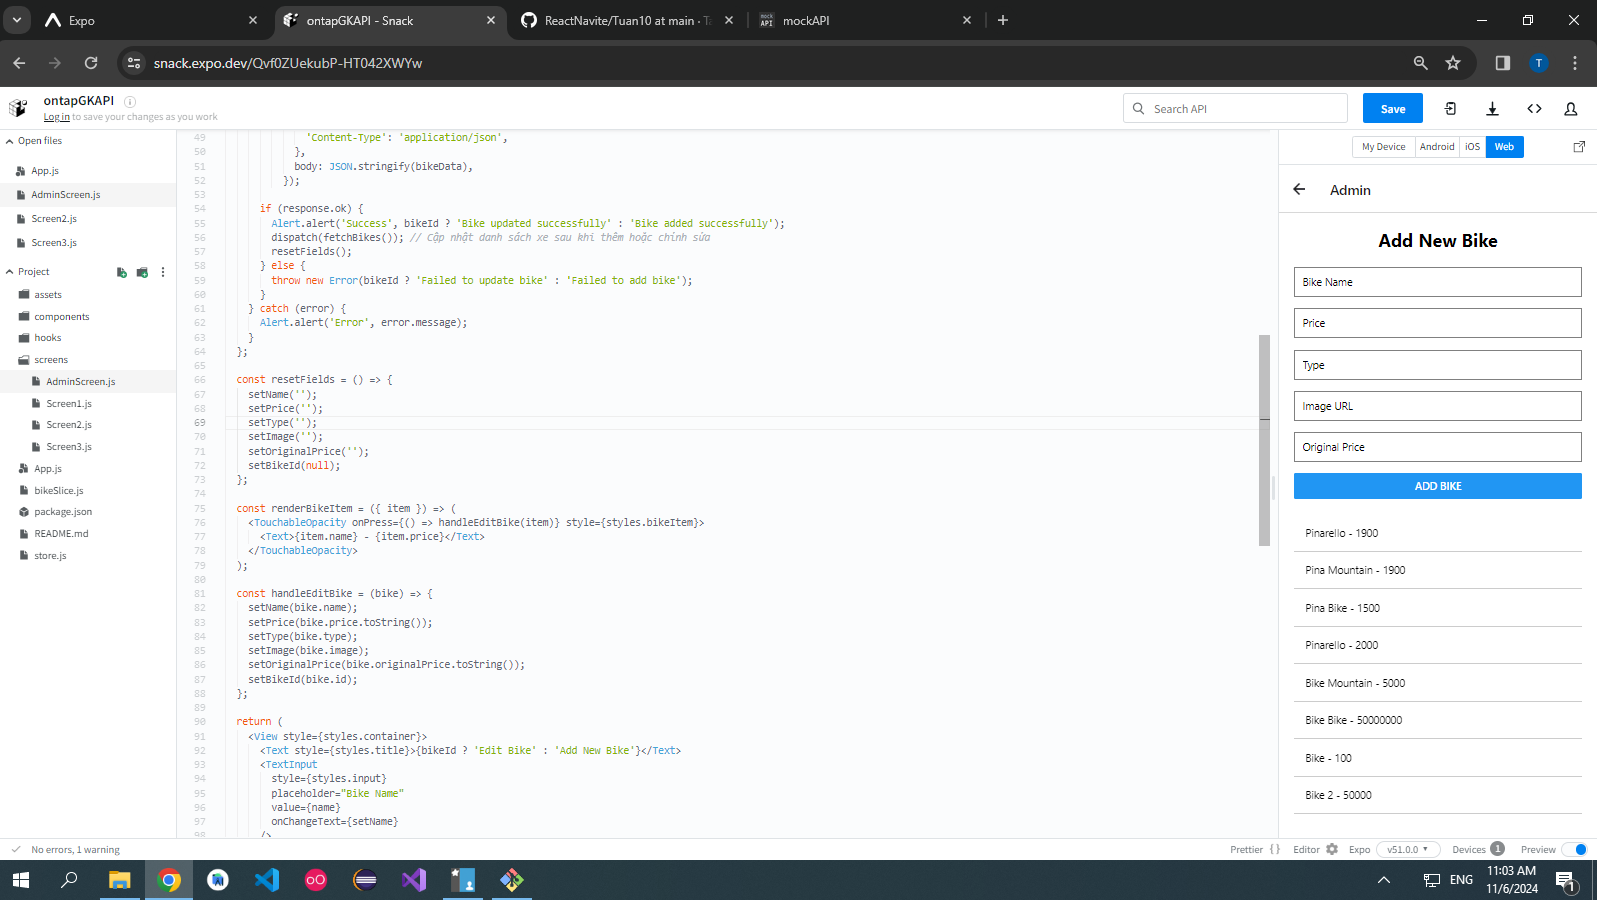 Expo
ontapGKAPI - Snack
ReactNavite/Tuan10 at main · Ta
mockAPI
snack.expo.dev/Qvf0ZUekubP-HT042XWYw
T
ontapGKAPI
Log in to save your changes as you work
Search API
Save
Open files
App.js
AdminScreen.js
Screen2.js
Screen3.js
Project
assets
components
hooks
screens
AdminScreen.js
Screen1.js
Screen2.js
Screen3.js
App.js
bikeSlice.js
package.json
README.md
store.js
49 'Content-Type': 'application/json',
50 },
51 body: JSON.stringify(bikeData),
52 });
53
54 if (response.ok) {
55 Alert.alert('Success', bikeId ? 'Bike updated successfully' : 'Bike added successfully');
56 dispatch(fetchBikes()); // Cập nhật danh sách xe sau khi thêm hoặc chỉnh sửa
57 resetFields();
58 } else {
59 throw new Error(bikeId ? 'Failed to update bike' : 'Failed to add bike');
60 }
61 } catch (error) {
62 Alert.alert('Error', error.message);
63 }
64 };
65
66 const resetFields = () => {
67 setName('');
68 setPrice('');
69 setType('');
70 setImage('');
71 setOriginalPrice('');
72 setBikeId(null);
73 };
74
75 const renderBikeItem = ({ item }) => (
76 <TouchableOpacity onPress={() => handleEditBike(item)} style={styles.bikeItem}>
77 <Text>{item.name} - {item.price}</Text>
78 </TouchableOpacity>
79 );
80
81 const handleEditBike = (bike) => {
82 setName(bike.name);
83 setPrice(bike.price.toString());
84 setType(bike.type);
85 setImage(bike.image);
86 setOriginalPrice(bike.originalPrice.toString());
87 setBikeId(bike.id);
88 };
89
90 return (
91 <View style={styles.container}>
92 <Text style={styles.title}>{bikeId ? 'Edit Bike' : 'Add New Bike'}</Text>
93 <TextInput
94 style={styles.input}
95 placeholder="Bike Name"
96 value={name}
97 onChangeText={setName}
98 />
My Device
Android
iOS
Web
Admin
Add New Bike
Bike Name
Price
Type
Image URL
Original Price
ADD BIKE
Pinarello - 1900
Pina Mountain - 1900
Pina Bike - 1500
Pinarello - 2000
Bike Mountain - 5000
Bike Bike - 50000000
Bike - 100
Bike 2 - 50000
No errors, 1 warning
Prettier { }
Editor
Expo
v51.0.0
Devices 1
Preview
ENG
11:03 AM
11/6/2024
1